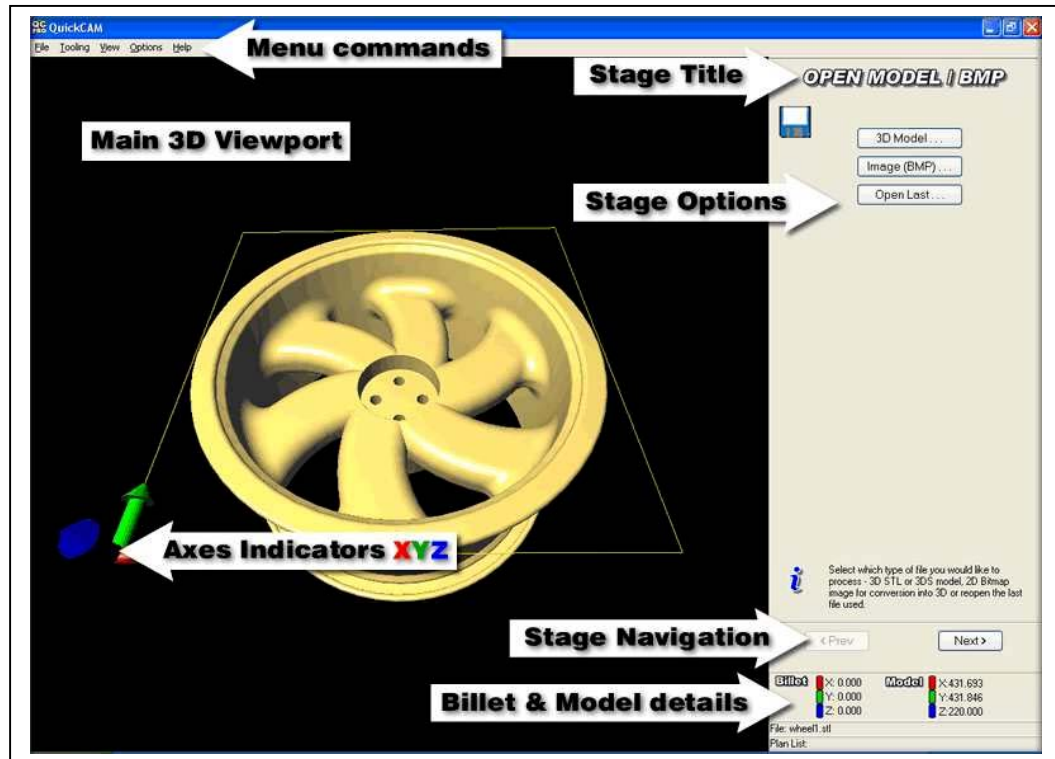 QC PRO QuickCAM
File Tooling View Options Help
Menu commands
Stage Title
OPEN MODEL / BMP
Main 3D Viewport
3D Model . . .
Image (BMP) . . .
Stage Options
Open Last . . .
Axes Indicators XYZ
Select which type of file you would like to
process - 3D STL or 3DS model, 2D Bitmap
image for conversion into 3D or reopen the last
file used.
Stage Navigation
< Prev
Next >
Billet X: 0.000 Model X:431.693
Y: 0.000 Y:431.846
Z: 0.000 Z:220.000
Billet & Model details
File: wheel1.stl
Plan List: